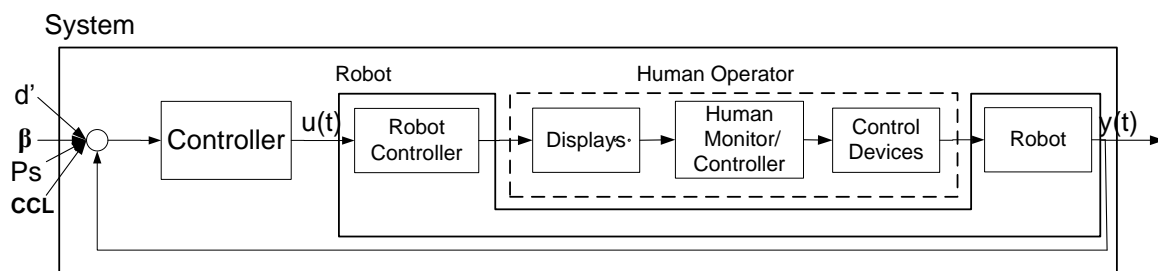 System
Robot
Human Operator
d'
β
Ps
CCL
Controller
u(t)
Robot
Controller
Displays
Human
Monitor/
Controller
Control
Devices
Robot
y(t)